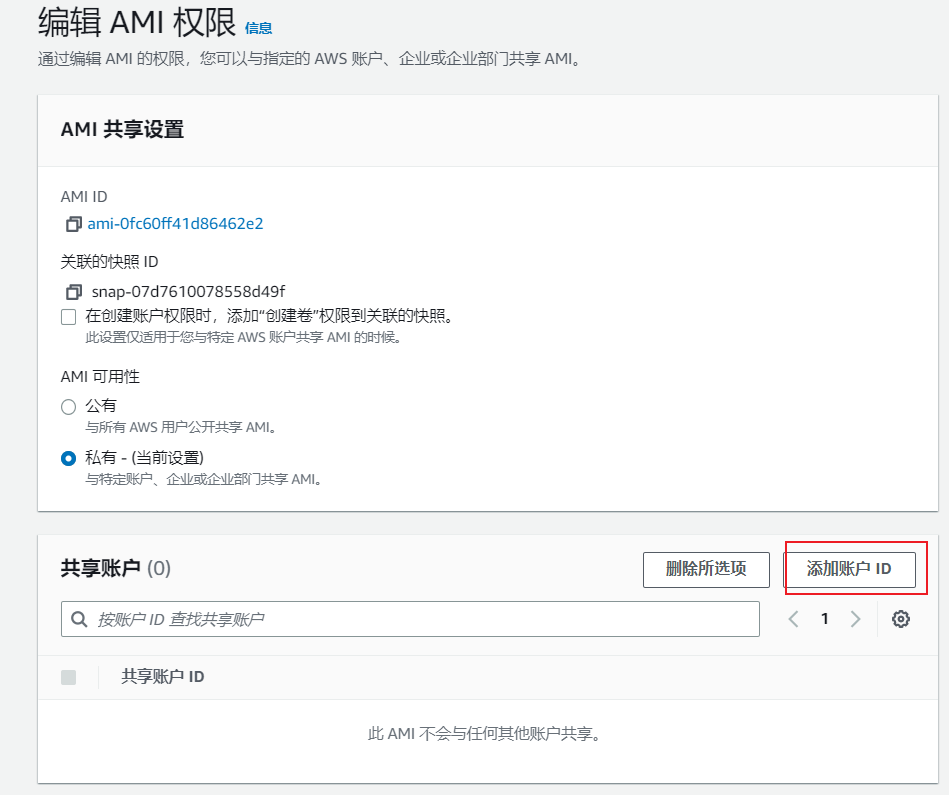 编辑 AMI 权限 信息
通过编辑 AMI 的权限，您可以与指定的 AWS 账户、企业或企业部门共享 AMI。
AMI 共享设置
AMI ID
ami-0fc60ff41d86462e2
关联的快照 ID
snap-07d7610078558d49f
在创建账户权限时，添加“创建卷”权限到关联的快照。
此设置仅适用于您与特定 AWS 账户共享 AMI 的时候。
AMI 可用性
公有
与所有 AWS 用户公开共享 AMI。
私有 - (当前设置)
与特定账户、企业或企业部门共享 AMI。
共享账户 (0) 删除所选项 添加账户 ID
按账户 ID 查找共享账户 1
共享账户 ID
此 AMI 不会与任何其他账户共享。